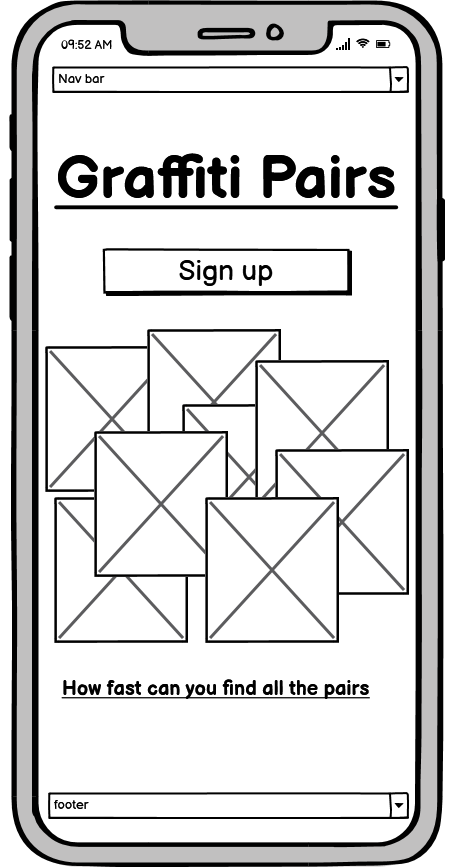 09:52 AM
Nav bar
Graffiti Pairs
Sign up
How fast can you find all the pairs
footer